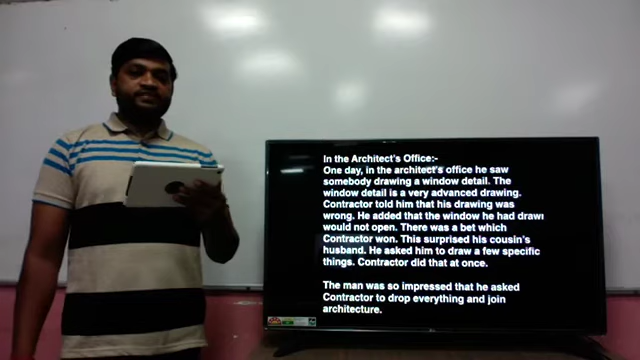 In the Architect's Office:-
One day, in the architect's office he saw
somebody drawing a window detail. The
window detail is a very advanced drawing.
Contractor told him that his drawing was
wrong. He added that the window he had drawn
would not open. There was a bet which
Contractor won. This surprised his cousin's
husband. He asked him to draw a few specific
things. Contractor did that at once.
The man was so impressed that he asked
Contractor to drop everything and join
architecture.
LG